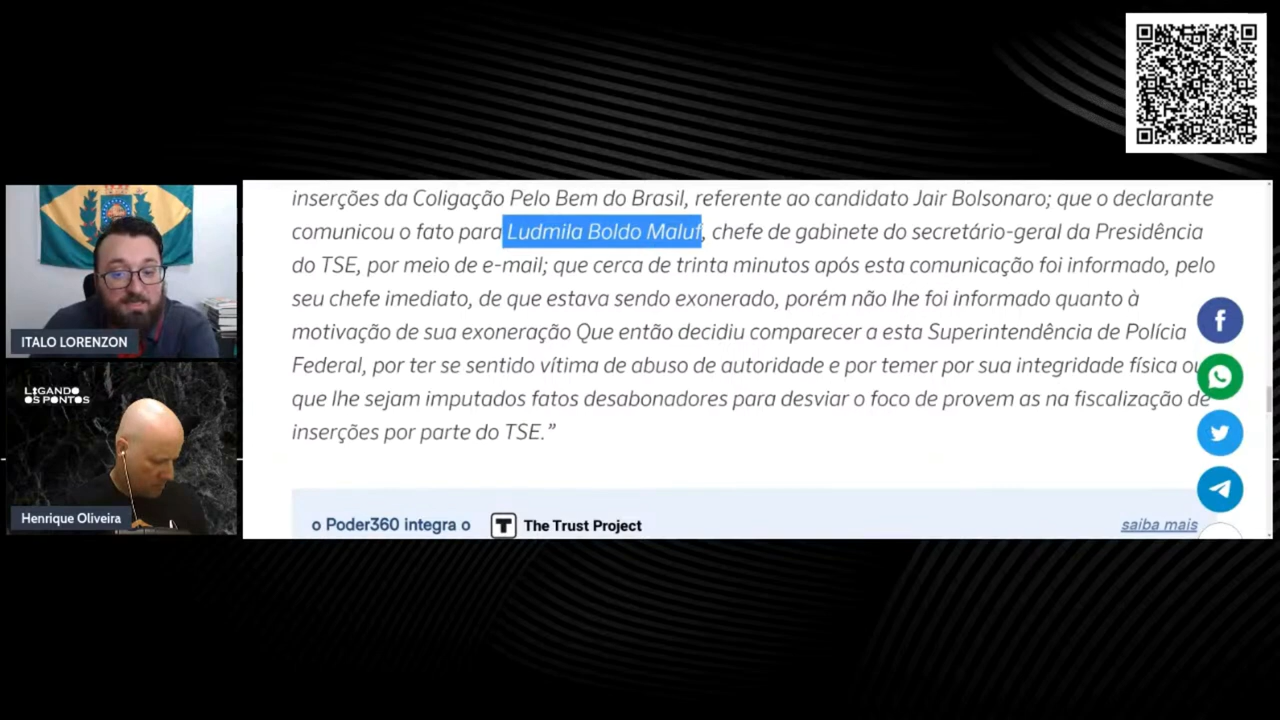 inserções da Coligação Pelo Bem do Brasil, referente ao candidato Jair Bolsonaro; que o declarante
comunicou o fato para Ludmila Boldo Maluf, chefe de gabinete do secretário-geral da Presidência
do TSE, por meio de e-mail; que cerca de trinta minutos após esta comunicação foi informado, pelo
seu chefe imediato, de que estava sendo exonerado, porém não lhe foi informado quanto à
motivação de sua exoneração Que então decidiu comparecer a esta Superintendência de Polícia
Federal, por ter se sentido vítima de abuso de autoridade e por temer por sua integridade física ou
que lhe sejam imputados fatos desabonadores para desviar o foco de provem as na fiscalização de
inserções por parte do TSE.”
o Poder360 integra o The Trust Project saiba mais
ITALO LORENZON
LIGANDO
OS PONTOS
Henrique Oliveira